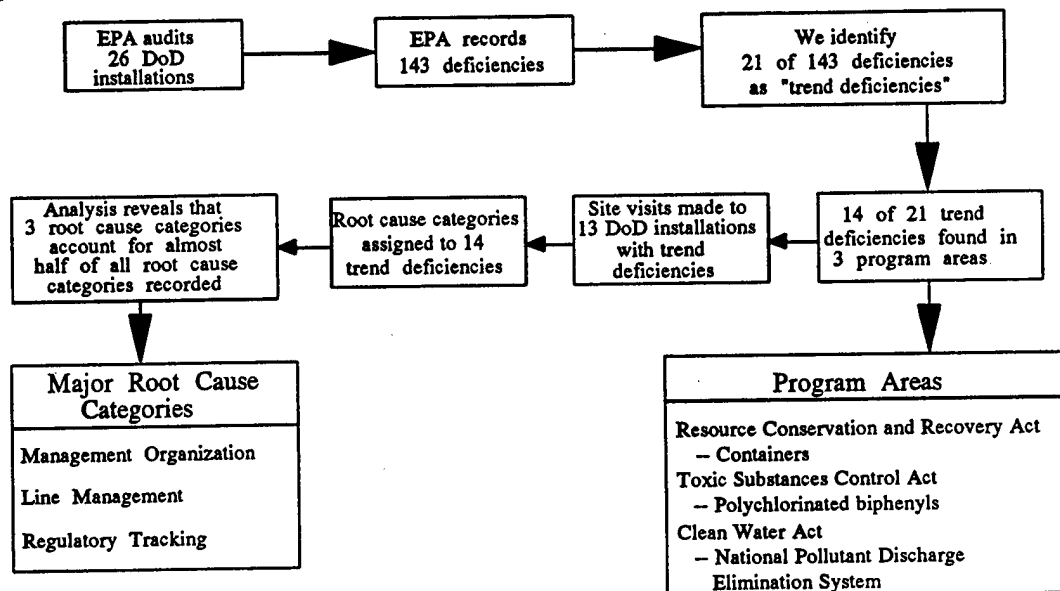 EPA audits
26 DoD
installations
EPA records
143 deficiencies
We identify
21 of 143 deficiencies
as "trend deficiencies"
14 of 21 trend
deficiencies found in
3 program areas
Site visits made to
13 DoD installations
with trend
deficiencies
Root cause categories
assigned to 14
trend deficiencies
Analysis reveals that
3 root cause categories
account for almost
half of all root cause
categories recorded
Major Root Cause
Categories
Management Organization
Line Management
Regulatory Tracking
Program Areas
Resource Conservation and Recovery Act
– Containers
Toxic Substances Control Act
– Polychlorinated biphenyls
Clean Water Act
– National Pollutant Discharge
Elimination System